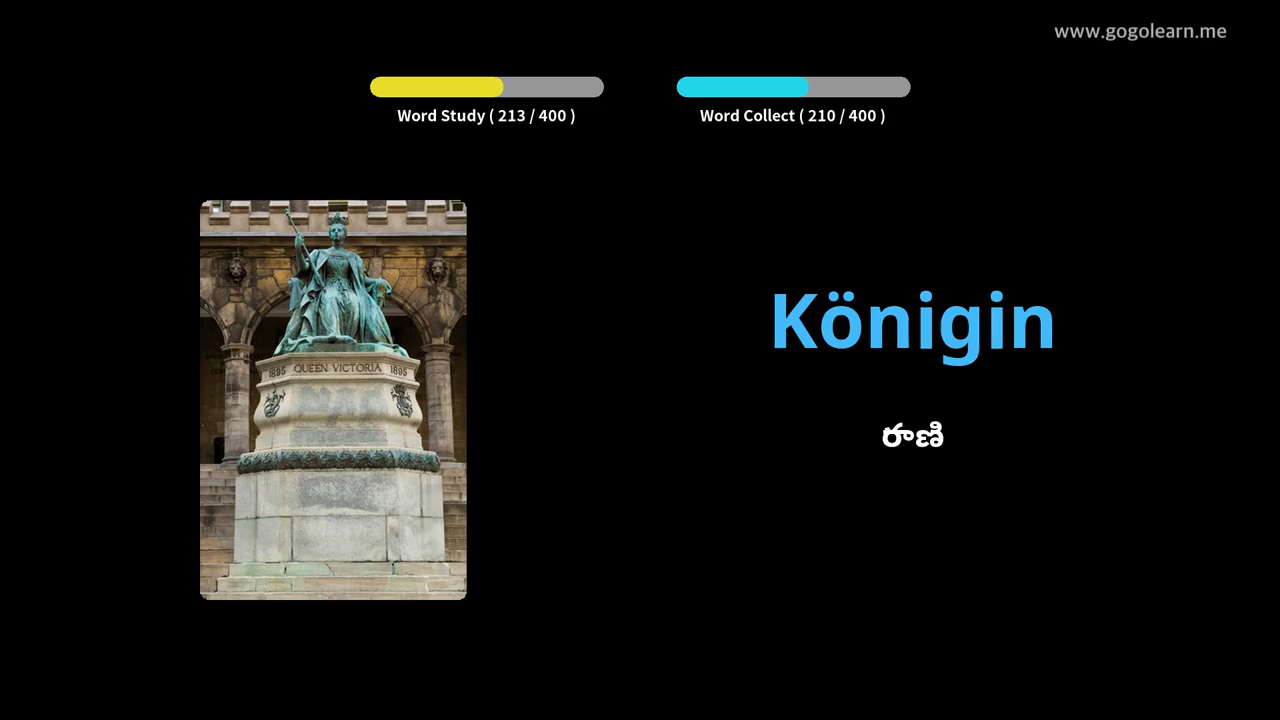 www.gogolearn.me
Word Study ( 213 / 400 )
Word Collect ( 210 / 400 )
1895 QUEEN VICTORIA 1895
Königin
రాణి